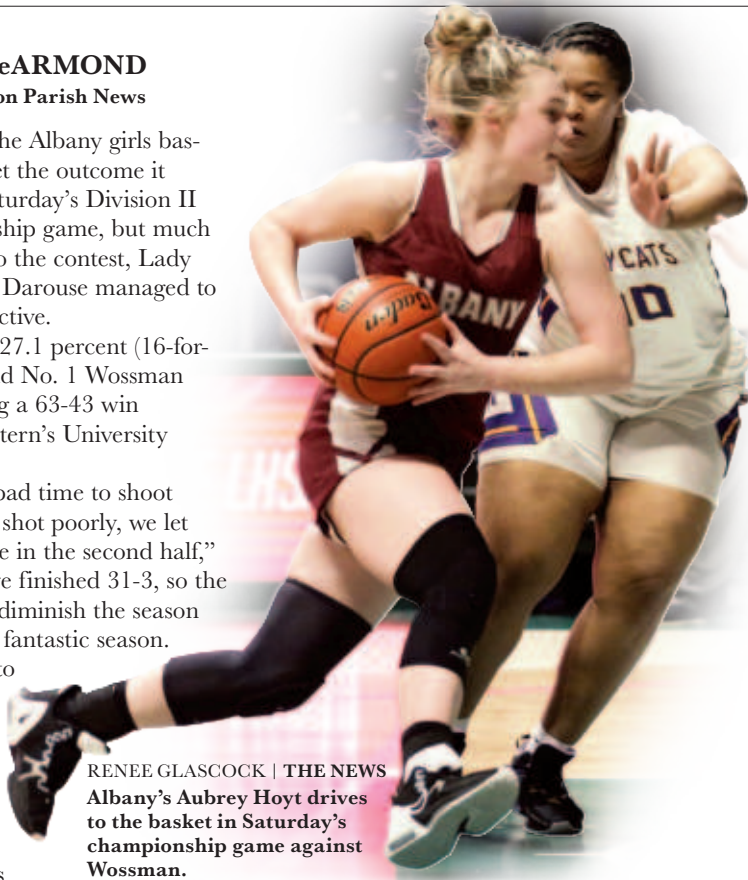 eARMOND
on Parish News
he Albany girls bas-
et the outcome it
turday's Division II
ship game, but much
o the contest, Lady
Darouse managed to
ctive.
27.1 percent (16-for-
d No. 1 Wossman
g a 63-43 win
tern's University
oad time to shoot
shot poorly, we let
e in the second half,"
e finished 31-3, so the
diminish the season
fantastic season.
to
s
RENEE GLASCOCK | THE NEWS
Albany's Aubrey Hoyt drives
to the basket in Saturday's
championship game against
Wossman.
ALBANY
Baden
YCATS
10
LHS